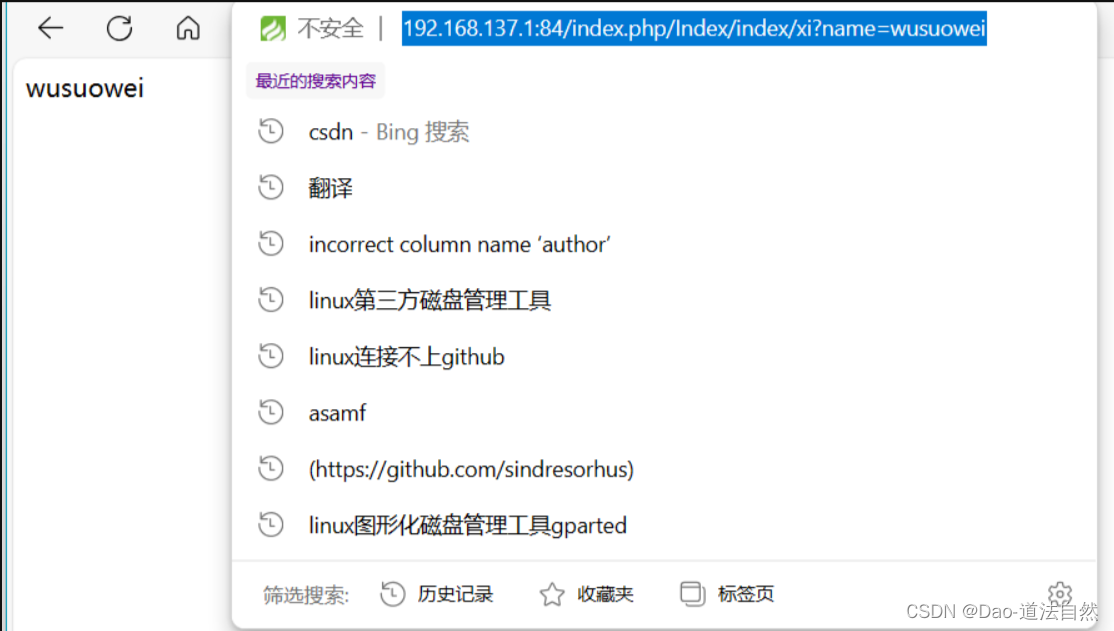 不安全 | 192.168.137.1:84/index.php/Index/index/xi?name=wusuowei
wusuowei
最近的搜索内容
csdn - Bing 搜索
翻译
incorrect column name ‘author’
linux第三方磁盘管理工具
linux连接不上github
asamf
(https://github.com/sindresorhus)
linux图形化磁盘管理工具gparted
筛选搜索: 历史记录 收藏夹 标签页
CSDN @Dao-道法自然